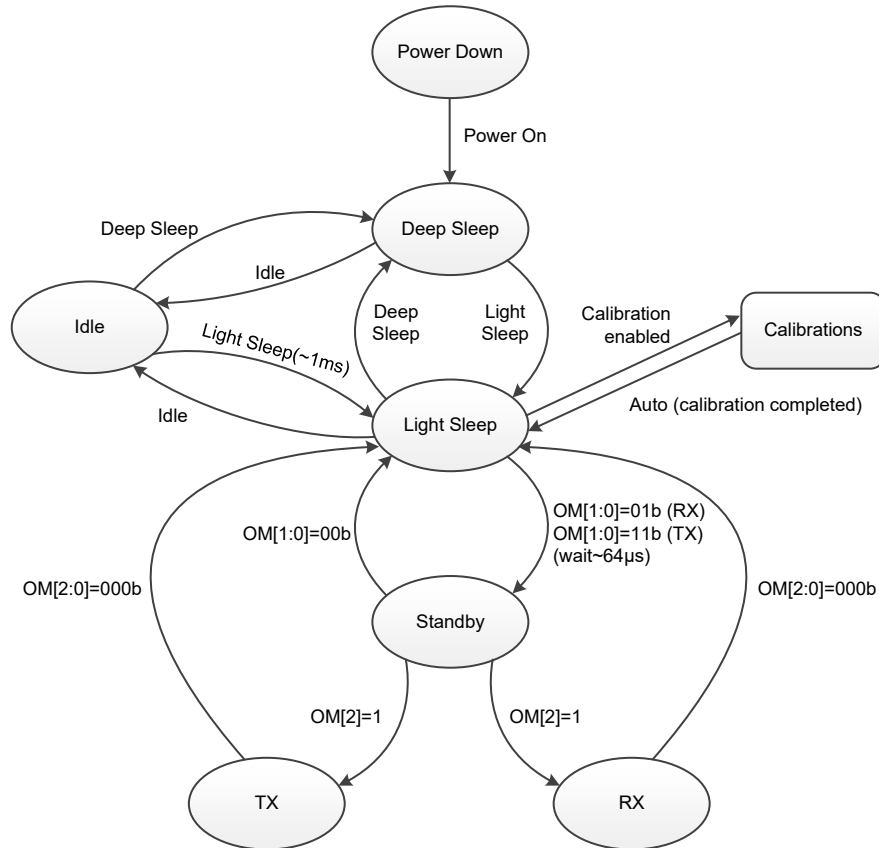 Power Down
Power On
Deep Sleep
Deep Sleep
Idle
Idle
Light Sleep(~1ms)
Idle
Deep
Sleep
Light
Sleep
Calibration
enabled
Calibrations
Auto (calibration completed)
Light Sleep
OM[1:0]=00b
OM[1:0]=01b (RX)
OM[1:0]=11b (TX)
(wait~64µs)
OM[2:0]=000b
OM[2:0]=000b
Standby
OM[2]=1
OM[2]=1
TX
RX